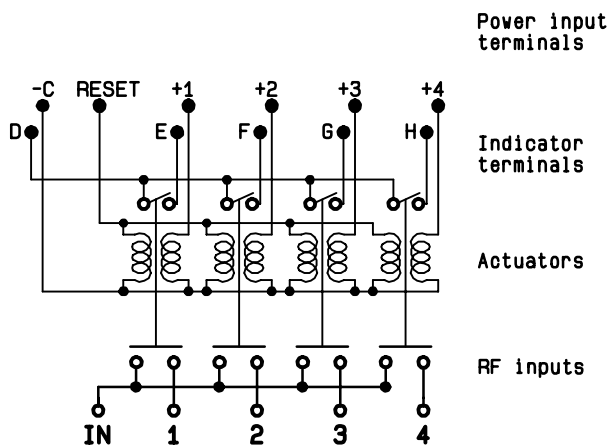 Power input
terminals
-C RESET +1 +2 +3 +4
D E F G H
Indicator
terminals
Actuators
RF inputs
IN 1 2 3 4